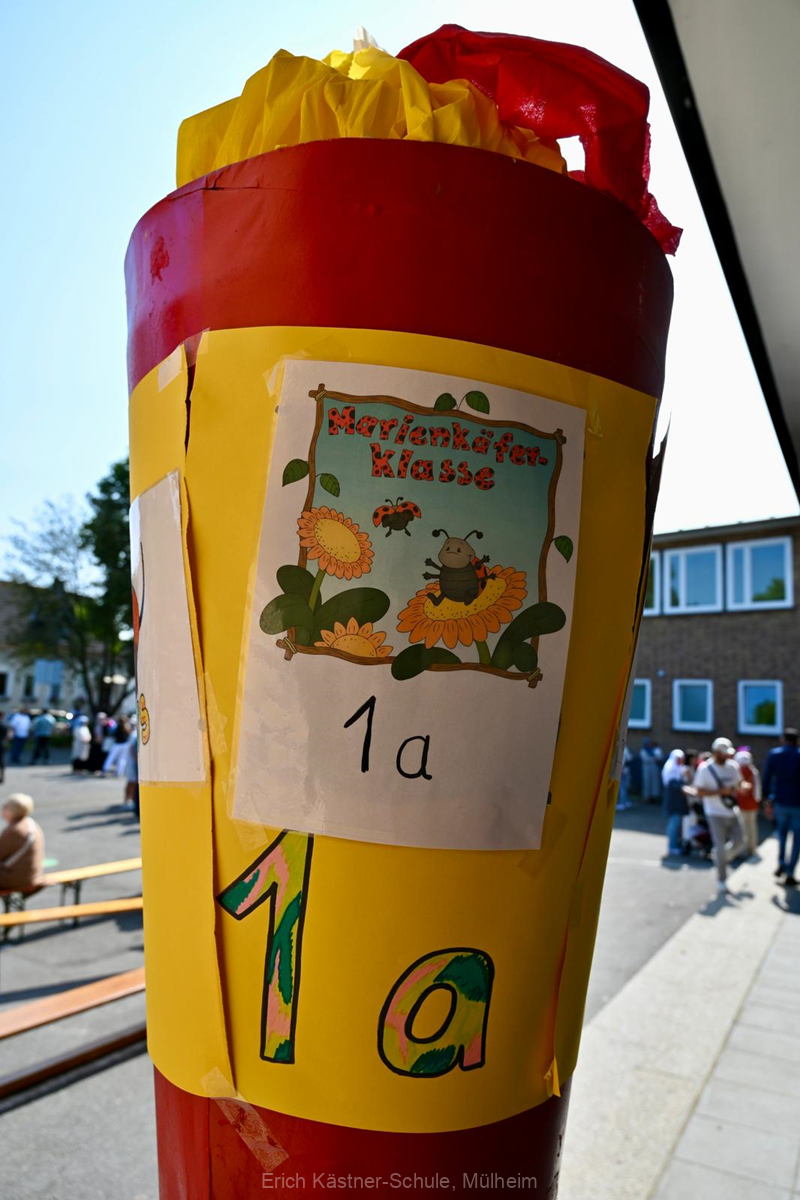 Marienkäfer-
klasse
1a
1a
Erich Kästner-Schule, Mülheim